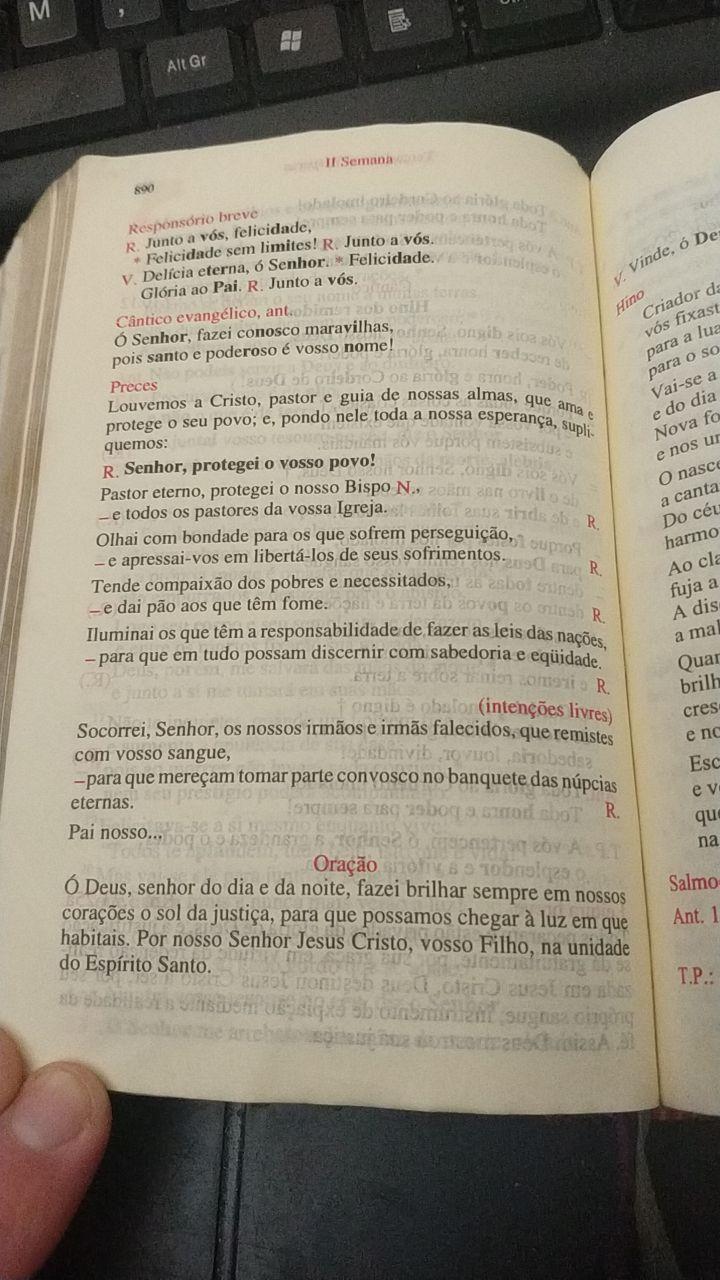 M
,
Alt Gr
II Semana
890
Responsório breve
R. Junto a vós, felicidade,
* Felicidade sem limites! R. Junto a vós.
V. Delícia eterna, ó Senhor. * Felicidade.
Glória ao Pai. R. Junto a vós.
Cântico evangélico, ant.
Ó Senhor, fazei conosco maravilhas,
pois santo e poderoso é vosso nome!
Preces
Louvemos a Cristo, pastor e guia de nossas almas, que ama e
protege o seu povo; e, pondo nele toda a nossa esperança, supli-
quemos:
R. Senhor, protegei o vosso povo!
Pastor eterno, protegei o nosso Bispo N.,
– e todos os pastores da vossa Igreja. R.
Olhai com bondade para os que sofrem perseguição,
– e apressai-vos em libertá-los de seus sofrimentos. R.
Tende compaixão dos pobres e necessitados,
– e dai pão aos que têm fome. R.
Iluminai os que têm a responsabilidade de fazer as leis das nações,
– para que em tudo possam discernir com sabedoria e eqüidade.
R.
(intenções livres)
Socorrei, Senhor, os nossos irmãos e irmãs falecidos, que remistes
com vosso sangue,
– para que mereçam tomar parte convosco no banquete das núpcias
eternas. R.
Pai nosso...
Oração
Ó Deus, senhor do dia e da noite, fazei brilhar sempre em nossos
corações o sol da justiça, para que possamos chegar à luz em que
habitais. Por nosso Senhor Jesus Cristo, vosso Filho, na unidade
do Espírito Santo.
V. Vinde, ó De
Hino
Criador da
vós fixast
para a lua
para o so
Vai-se a
e do dia
Nova fo
e nos ur
O nasce
a canta
Do céu
harmo
Ao cla
fuja a
A dis
a mal
Quar
brilh
cres
e no
Esc
e v
que
na
Salmo
Ant. 1
T.P.: